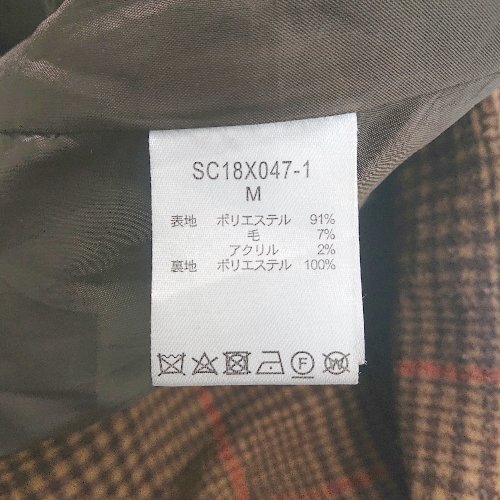 SC18X047-1
M
表地 ポリエステル 91%
毛 7%
アクリル 2%
裏地 ポリエステル 100%
F W